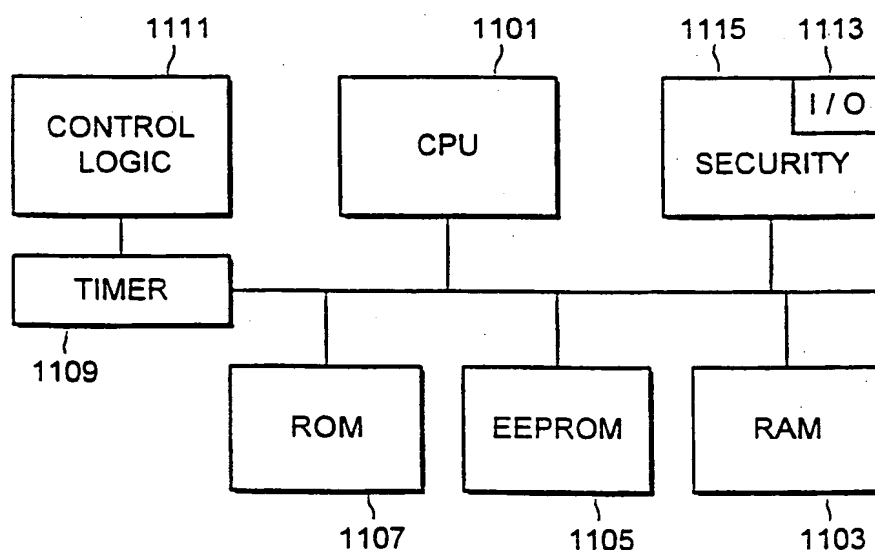 1111
1101
1115
1113
CONTROL
LOGIC
CPU
I / O
SECURITY
TIMER
1109
ROM
EEPROM
RAM
1107
1105
1103